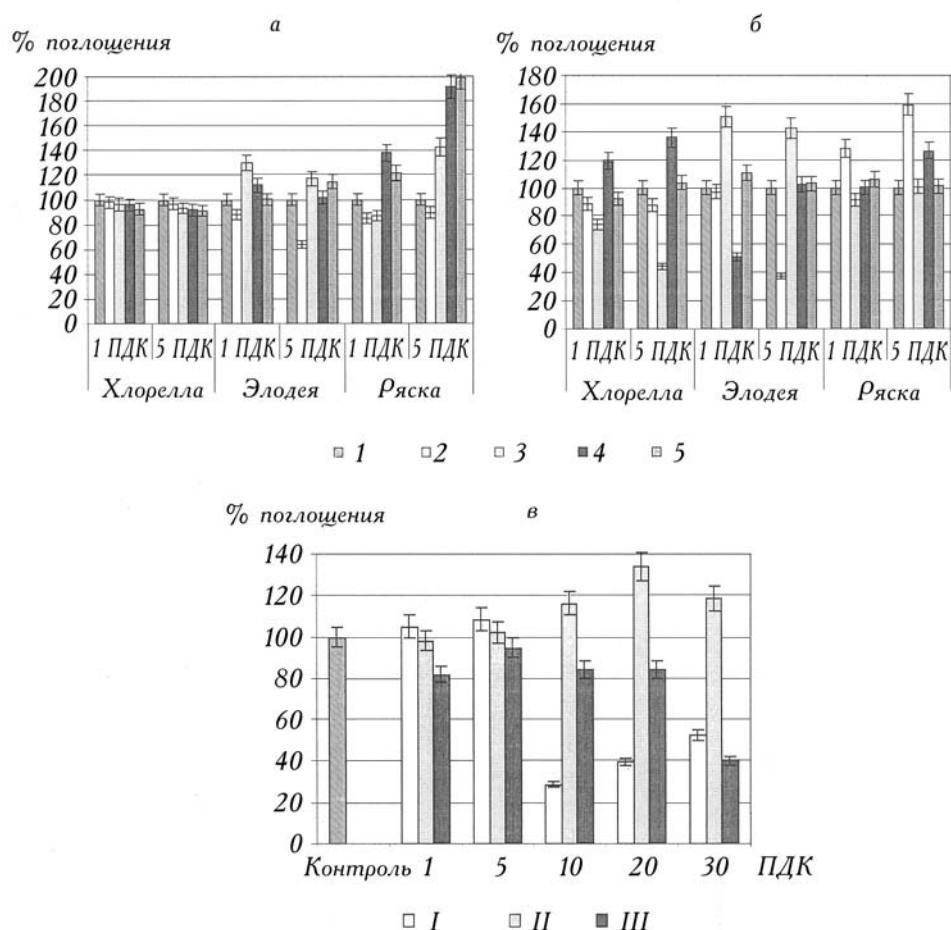 а
% поглощения
200
180
160
140
120
100
80
60
40
20
0
1 ПДК 5 ПДК 1 ПДК 5 ПДК 1 ПДК 5 ПДК
Хлорелла Элодея Ряска
б
% поглощения
180
160
140
120
100
80
60
40
20
0
1 ПДК 5 ПДК 1 ПДК 5 ПДК 1 ПДК 5 ПДК
Хлорелла Элодея Ряска
1 2 3 4 5
% поглощения в
140
120
100
80
60
40
20
0
Контроль 1 5 10 20 30 ПДК
I II III